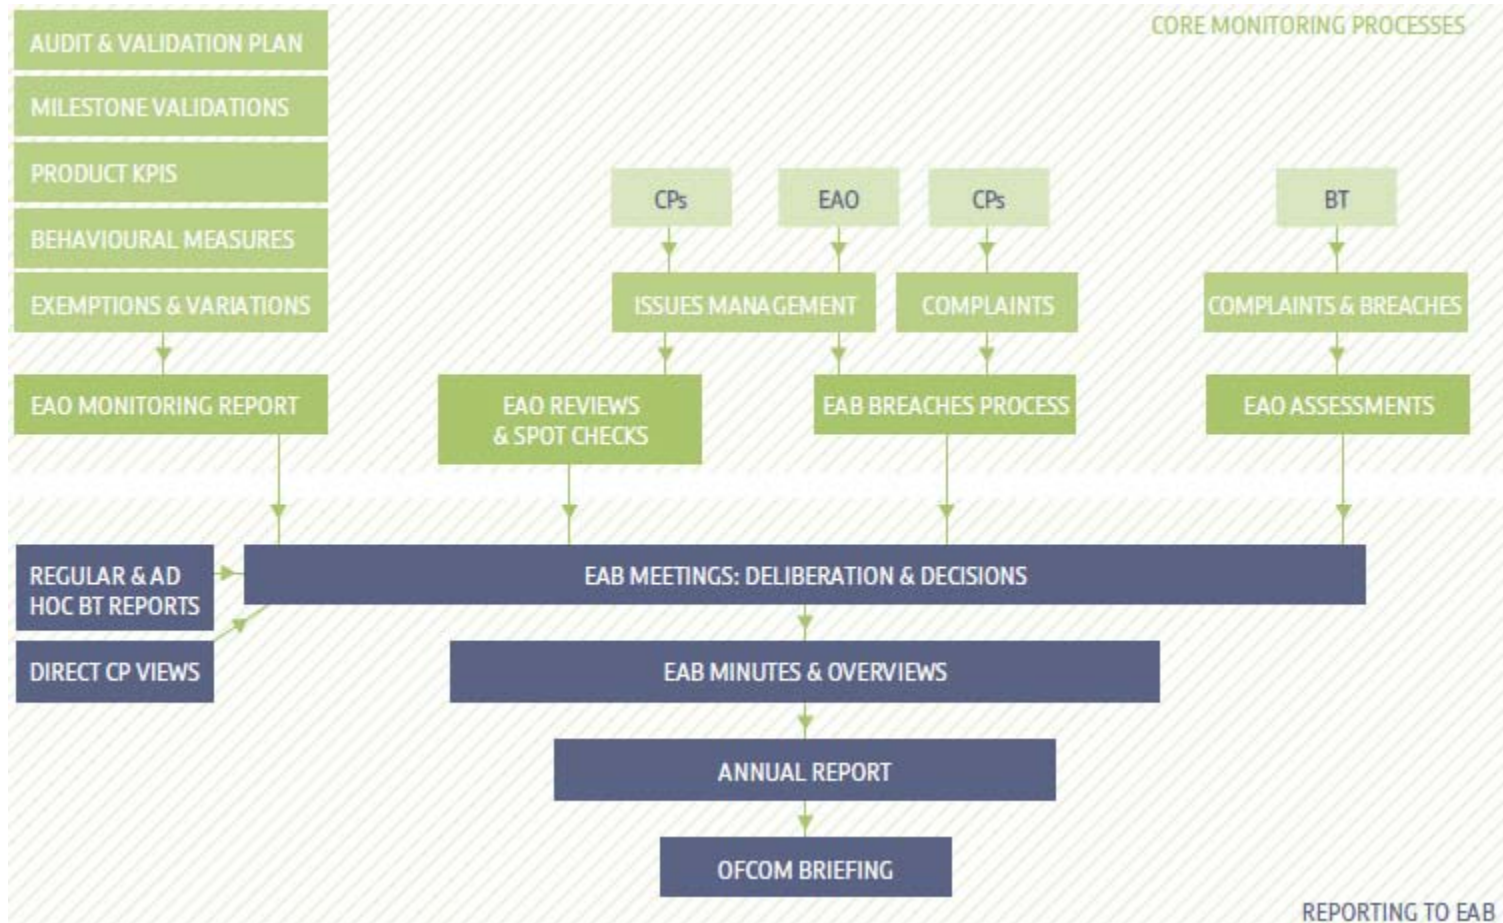 CORE MONITORING PROCESSES
AUDIT & VALIDATION PLAN
MILESTONE VALIDATIONS
PRODUCT KPIS
BEHAVIOURAL MEASURES
EXEMPTIONS & VARIATIONS
CPs
EAO
CPs
BT
ISSUES MANAGEMENT
COMPLAINTS
COMPLAINTS & BREACHES
EAO MONITORING REPORT
EAO REVIEWS
& SPOT CHECKS
EAB BREACHES PROCESS
EAO ASSESSMENTS
REGULAR & AD
HOC BT REPORTS
EAB MEETINGS: DELIBERATION & DECISIONS
DIRECT CP VIEWS
EAB MINUTES & OVERVIEWS
ANNUAL REPORT
OFCOM BRIEFING
REPORTING TO EAB